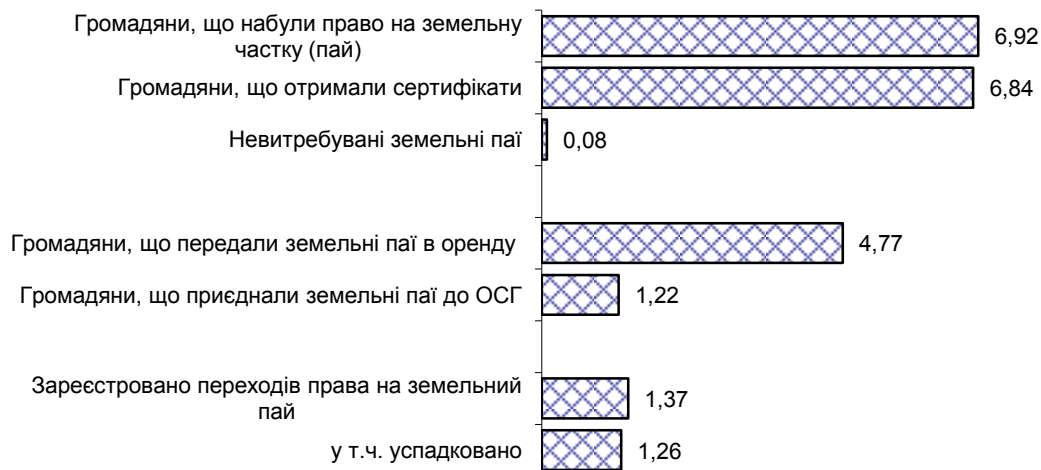 Громадяни, що набули право на земельну
частку (пай)
6,92
Громадяни, що отримали сертифікати
6,84
Невитребувані земельні паї
0,08
Громадяни, що передали земельні паї в оренду
4,77
Громадяни, що приєднали земельні паї до ОСГ
1,22
Зареєстровано переходів права на земельний
пай
1,37
у т.ч. успадковано
1,26